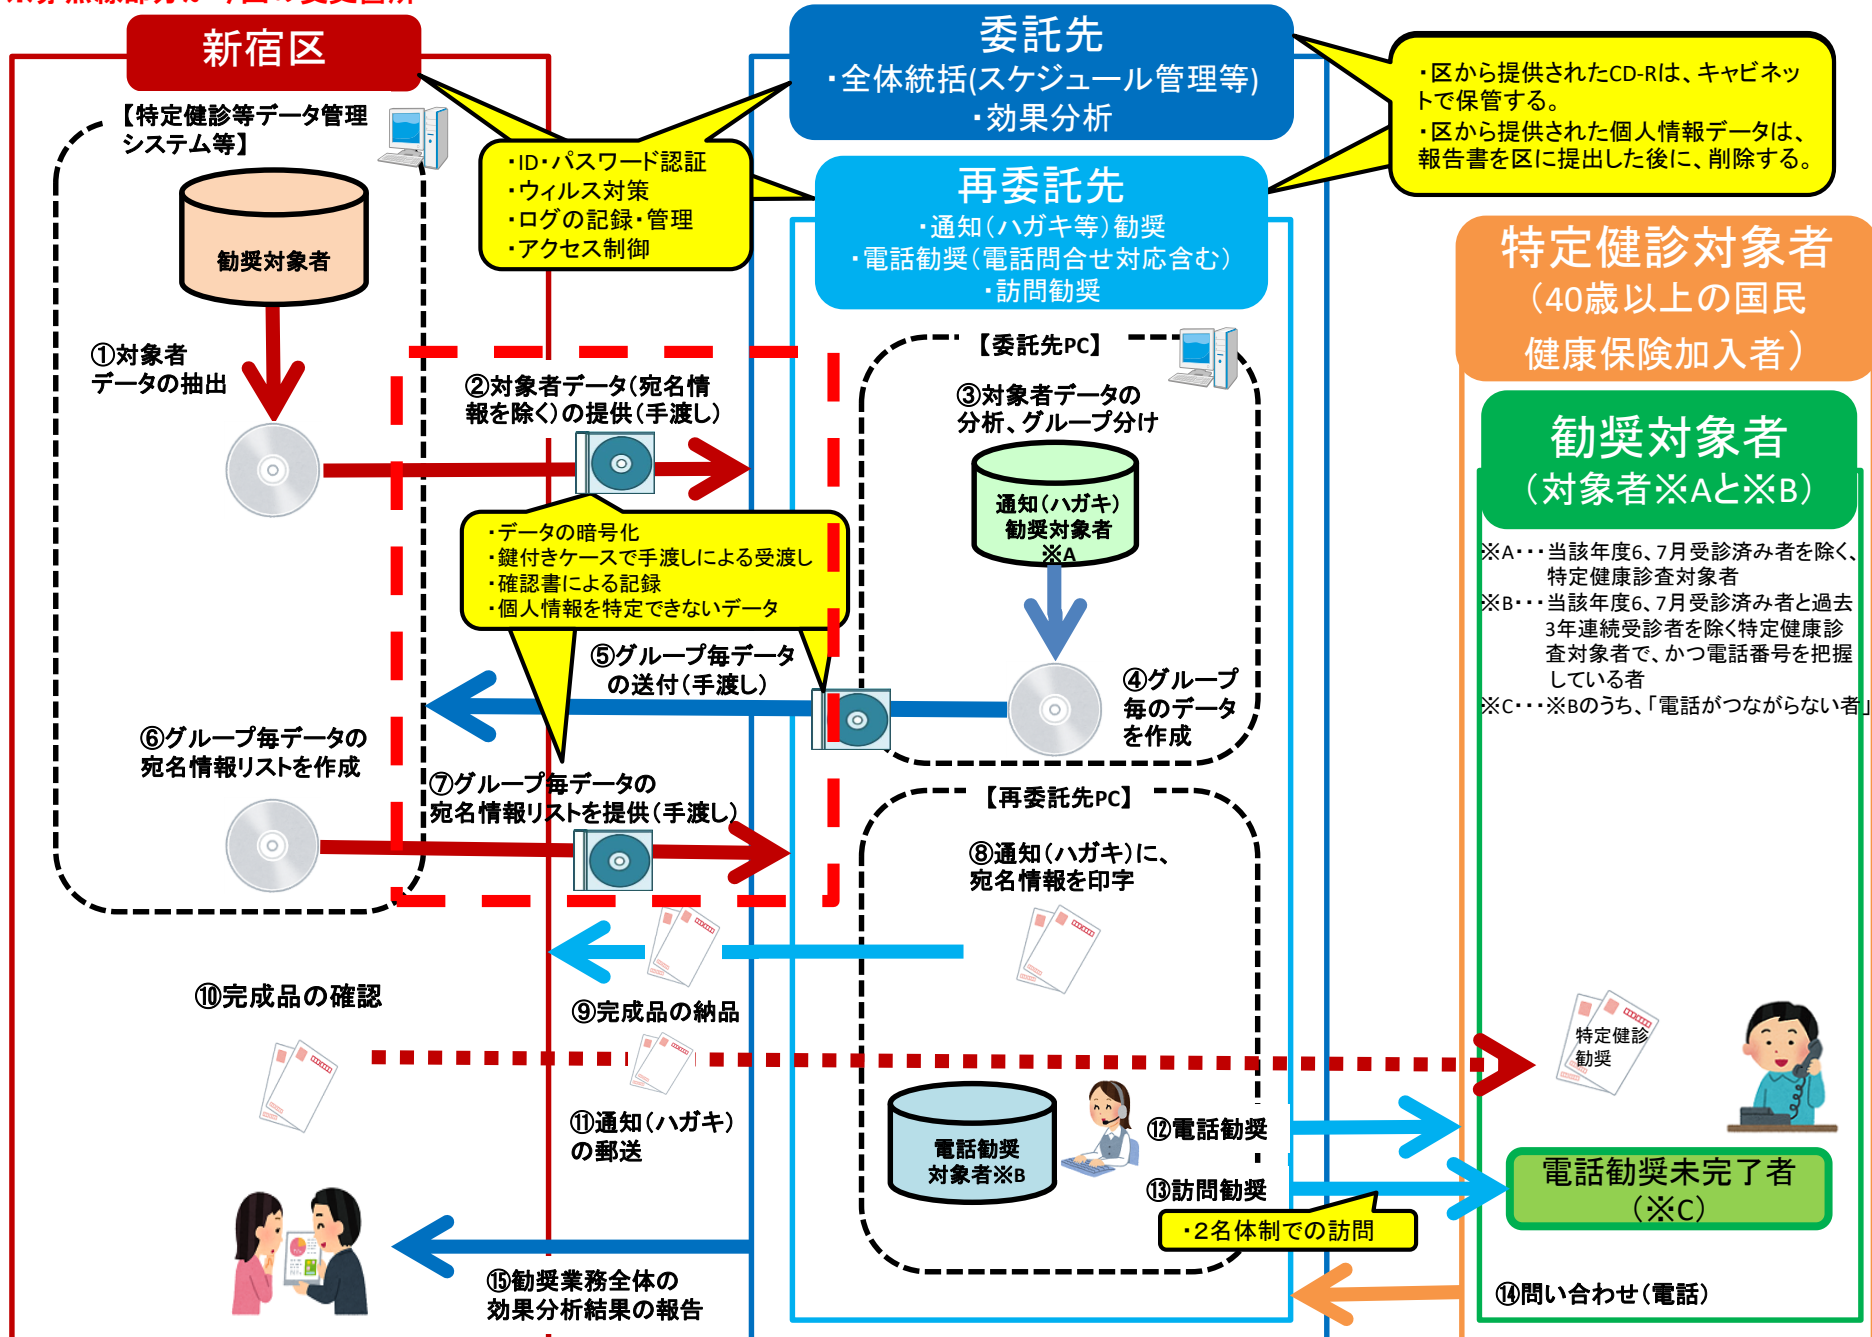 新宿区
【特定健診等データ管理
システム等】
勧奨対象者
①対象者
データの抽出
・ID・パスワード認証
・ウィルス対策
・ログの記録・管理
・アクセス制御
委託先
・全体統括(スケジュール管理等)
・効果分析
再委託先
・通知(ハガキ等)勧奨
・電話勧奨(電話問合せ対応含む)
・訪問勧奨
・区から提供されたCD-Rは、キャビネッ
トで保管する。
・区から提供された個人情報データは、
報告書を区に提出した後に、削除する。
特定健診対象者
(40歳以上の国民
健康保険加入者)
勧奨対象者
(対象者※Aと※B)
※A・・・当該年度6、7月受診済み者を除く、
特定健康診査対象者
※B・・・当該年度6、7月受診済み者と過去
3年連続受診者を除く特定健康診
査対象者で、かつ電話番号を把握
している者
※C・・・※Bのうち、「電話がつながらない者」
②対象者データ(宛名情
報を除く)の提供(手渡し)
・データの暗号化
・鍵付きケースで手渡しによる受渡し
・確認書による記録
・個人情報を特定できないデータ
【委託先PC】
③対象者データの
分析、グループ分け
通知(ハガキ)
勧奨対象者
※A
④グループ
毎のデータ
を作成
⑤グループ毎データ
の送付(手渡し)
⑥グループ毎データの
宛名情報リストを作成
⑦グループ毎データの
宛名情報リストを提供(手渡し)
【再委託先PC】
⑧通知(ハガキ)に、
宛名情報を印字
⑨完成品の納品
⑩完成品の確認
⑪通知(ハガキ)
の郵送
特定健診
勧奨
電話勧奨
対象者※B
⑫電話勧奨
⑬訪問勧奨
・2名体制での訪問
電話勧奨未完了者
(※C)
⑭問い合わせ(電話)
⑮勧奨業務全体の
効果分析結果の報告